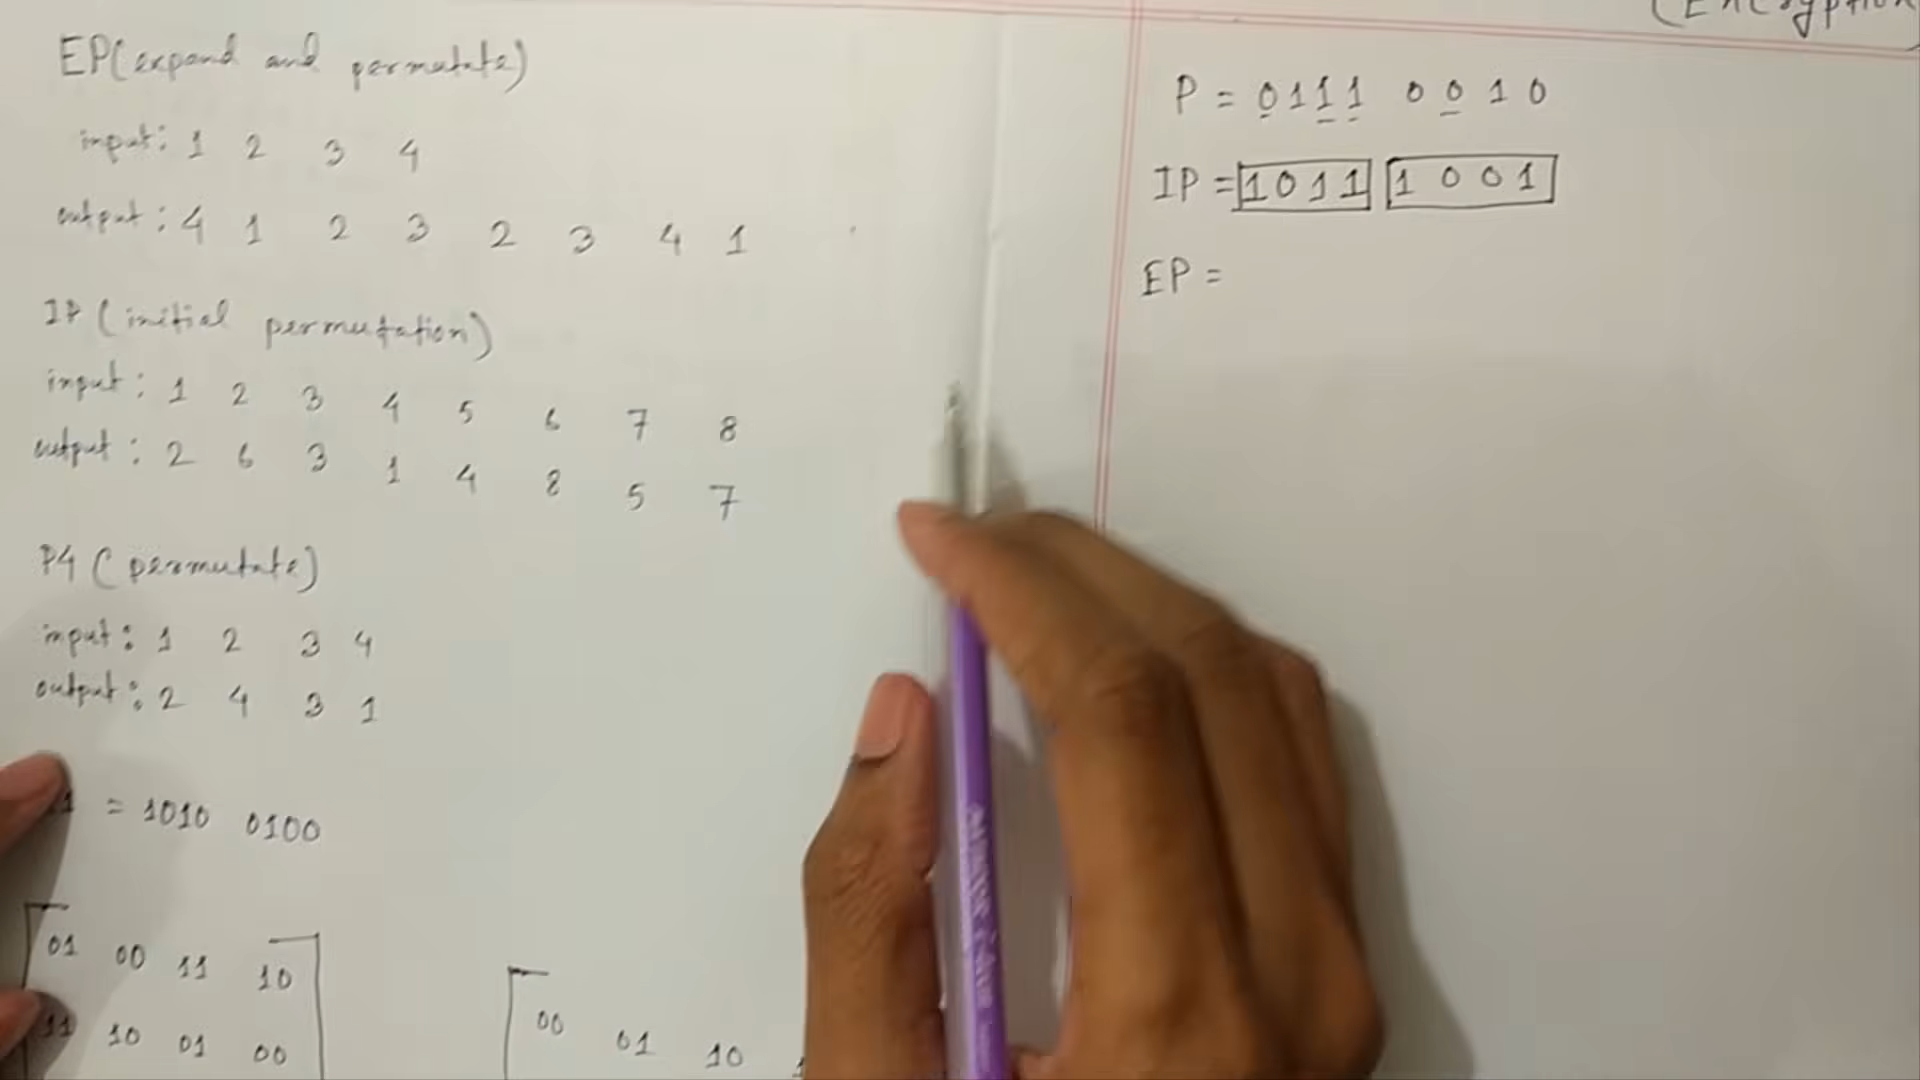 EP(expand and permutate)
input: 1 2 3 4
output: 4 1 2 3 2 3 4 1
IP (initial permutation)
input: 1 2 3 4 5 6 7 8
output: 2 6 3 1 4 8 5 7
P4 (permutate)
input: 1 2 3 4
output: 2 4 3 1
= 1010 0100
01 00 11 10
11 10 01 00
00 01 10
(Encryption
P = 0111 0010
IP = 1011 1001
EP =